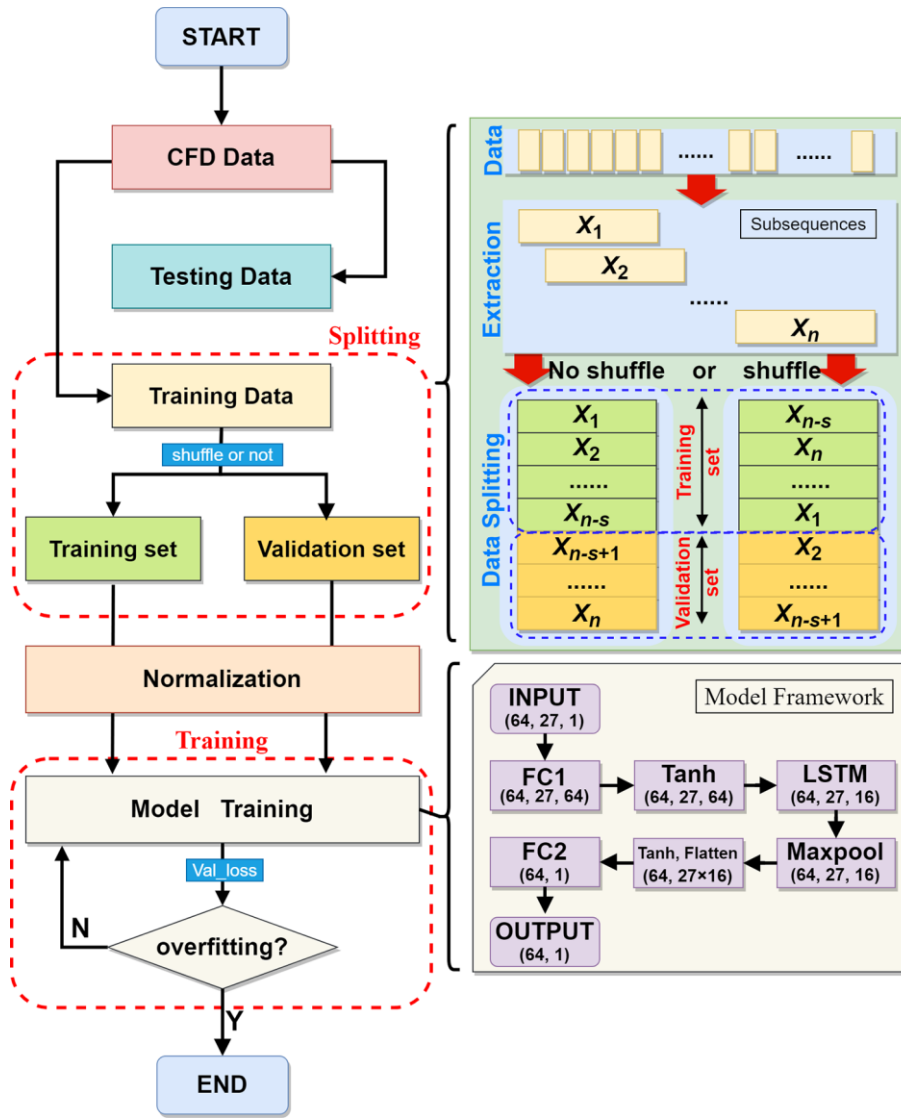 START
CFD Data
Testing Data
Splitting
Training Data
shuffle or not
Training set
Validation set
Normalization
Training
Model Training
Val_loss
N
overfitting?
Y
END
Data
......
......
Extraction
Subsequences
X1
X2
......
Xn
No shuffle or shuffle
Data Splitting
X1
X2
......
Xn-s
Xn-s+1
......
Xn
Training
set
Validation
set
Xn-s
Xn
......
X1
X2
......
Xn-s+1
Model Framework
INPUT
(64, 27, 1)
FC1
(64, 27, 64)
Tanh
(64, 27, 64)
LSTM
(64, 27, 16)
Maxpool
(64, 27, 16)
Tanh, Flatten
(64, 27×16)
FC2
(64, 1)
OUTPUT
(64, 1)